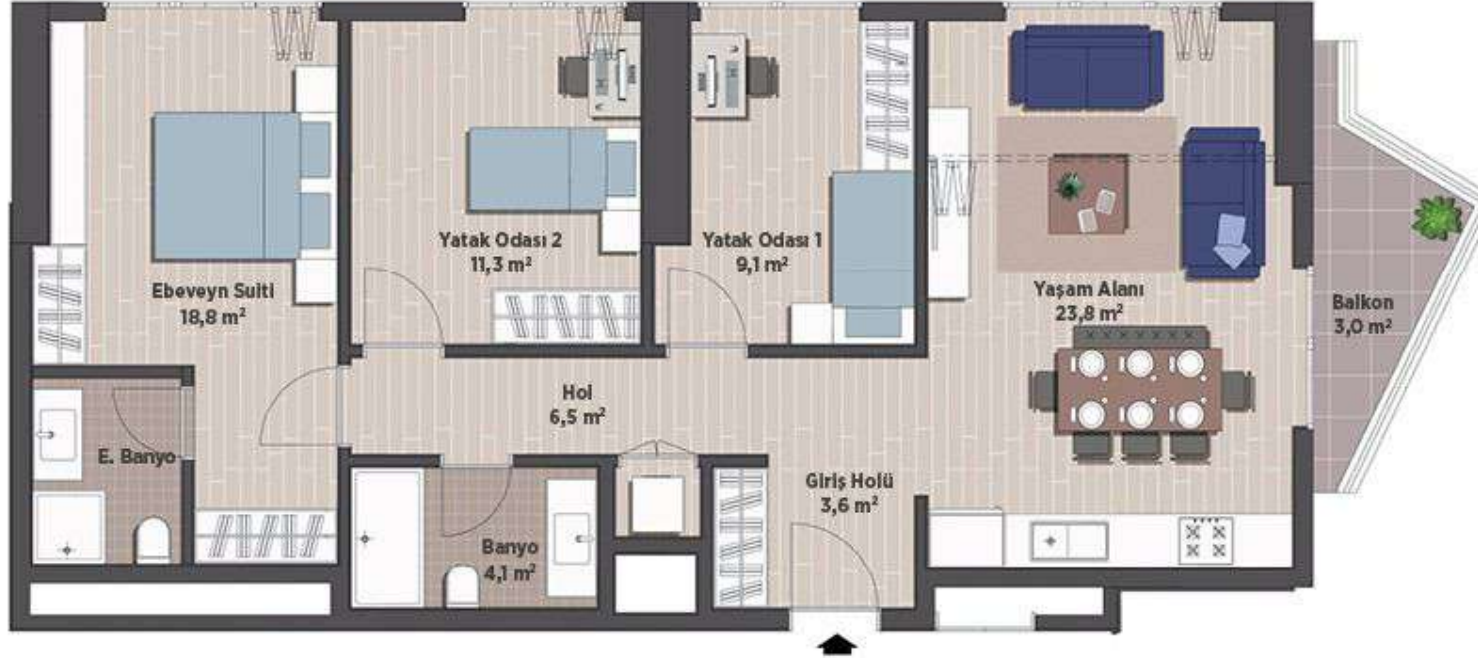 Yatak Odası 2
11,3 m²
Yatak Odası 1
9,1 m²
Ebeveyn Suiti
18,8 m²
Yaşam Alanı
23,8 m²
Balkon
3,0 m²
Hol
6,5 m²
E. Banyo
Giriş Holü
3,6 m²
Banyo
4,1 m²